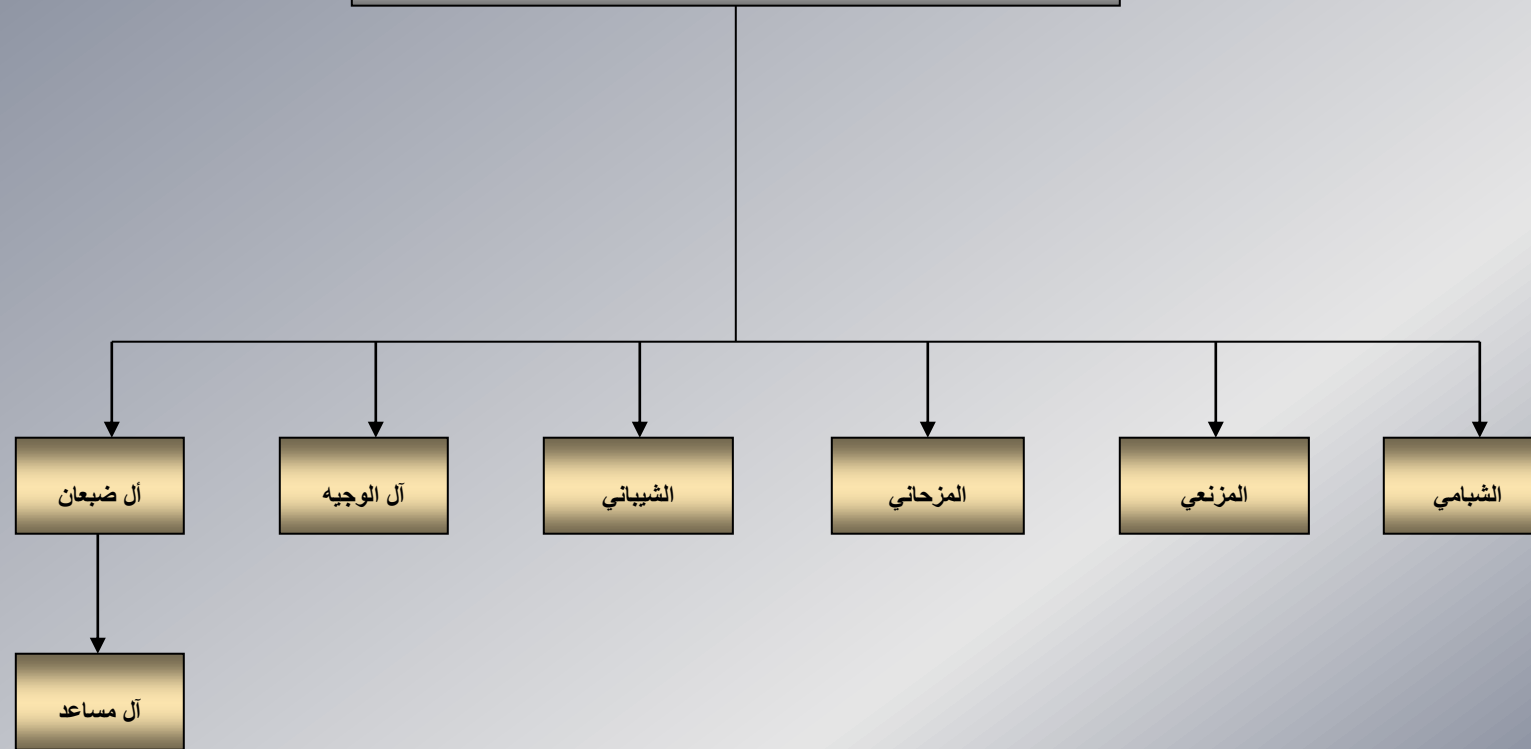 الشبامي
المزنعي
المزحاني
الشيباني
آل الوجيه
أل ضبعان
آل مساعد